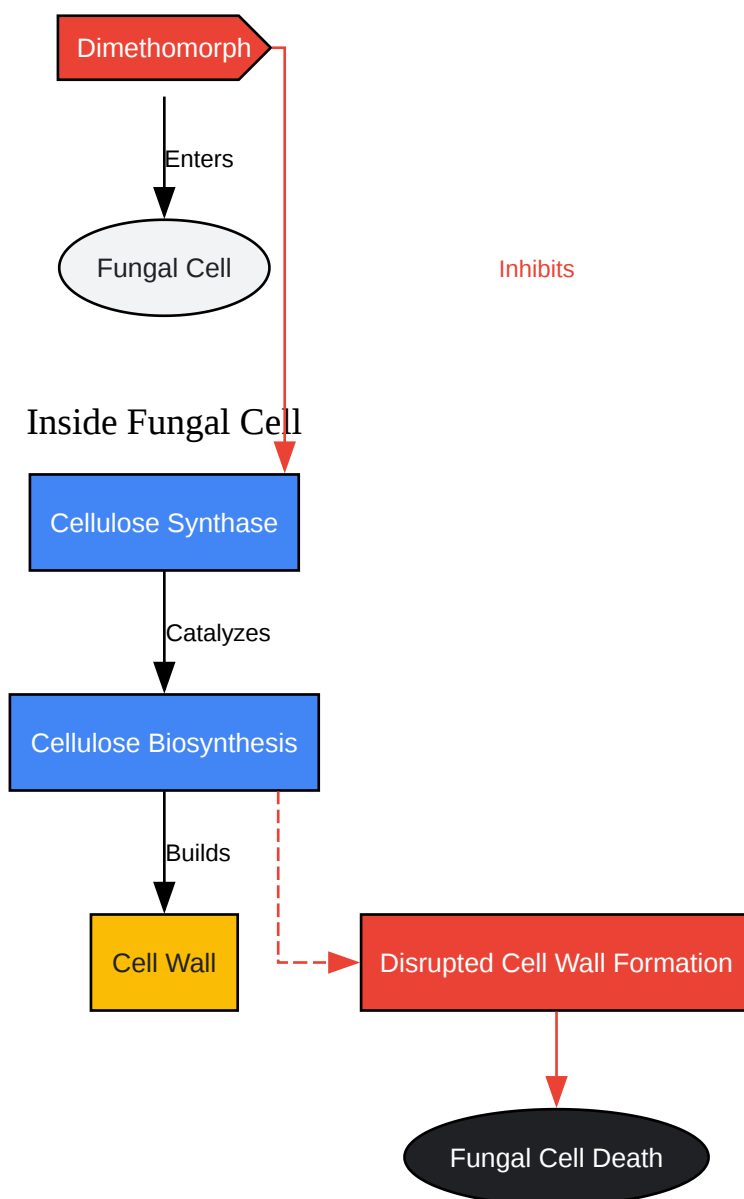 Dimethomorph
Enters
Fungal Cell
Inhibits
Inside Fungal Cell
Cellulose Synthase
Catalyzes
Cellulose Biosynthesis
Builds
Cell Wall
Disrupted Cell Wall Formation
Fungal Cell Death